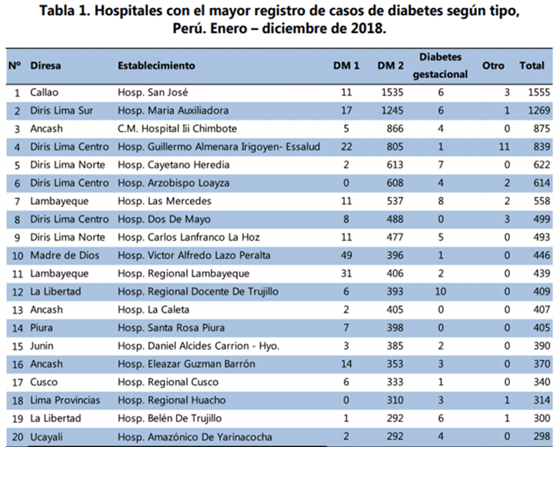 Tabla 1. Hospitales con el mayor registro de casos de diabetes según tipo,
Perú. Enero – diciembre de 2018.
Nº Diresa Establecimiento DM 1 DM 2 Diabetes gestacional Otro Total
1 Callao Hosp. San José 11 1535 6 3 1555
2 Diris Lima Sur Hosp. Maria Auxiliadora 17 1245 6 1 1269
3 Ancash C.M. Hospital Iii Chimbote 5 866 4 0 875
4 Diris Lima Centro Hosp. Guillermo Almenara Irigoyen- Essalud 22 805 1 11 839
5 Diris Lima Norte Hosp. Cayetano Heredia 2 613 7 0 622
6 Diris Lima Centro Hosp. Arzobispo Loayza 0 608 4 2 614
7 Lambayeque Hosp. Las Mercedes 11 537 8 2 558
8 Diris Lima Centro Hosp. Dos De Mayo 8 488 0 3 499
9 Diris Lima Norte Hosp. Carlos Lanfranco La Hoz 11 477 5 0 493
10 Madre de Dios Hosp. Victor Alfredo Lazo Peralta 49 396 1 0 446
11 Lambayeque Hosp. Regional Lambayeque 31 406 2 0 439
12 La Libertad Hosp. Regional Docente De Trujillo 6 393 10 0 409
13 Ancash Hosp. La Caleta 2 405 0 0 407
14 Piura Hosp. Santa Rosa Piura 7 398 0 0 405
15 Junin Hosp. Daniel Alcides Carrion - Hyo. 3 385 2 0 390
16 Ancash Hosp. Eleazar Guzman Barrón 14 353 3 0 370
17 Cusco Hosp. Regional Cusco 6 333 1 0 340
18 Lima Provincias Hosp. Regional Huacho 0 310 3 1 314
19 La Libertad Hosp. Belén De Trujillo 1 292 6 1 300
20 Ucayali Hosp. Amazónico De Yarinacocha 2 292 4 0 298